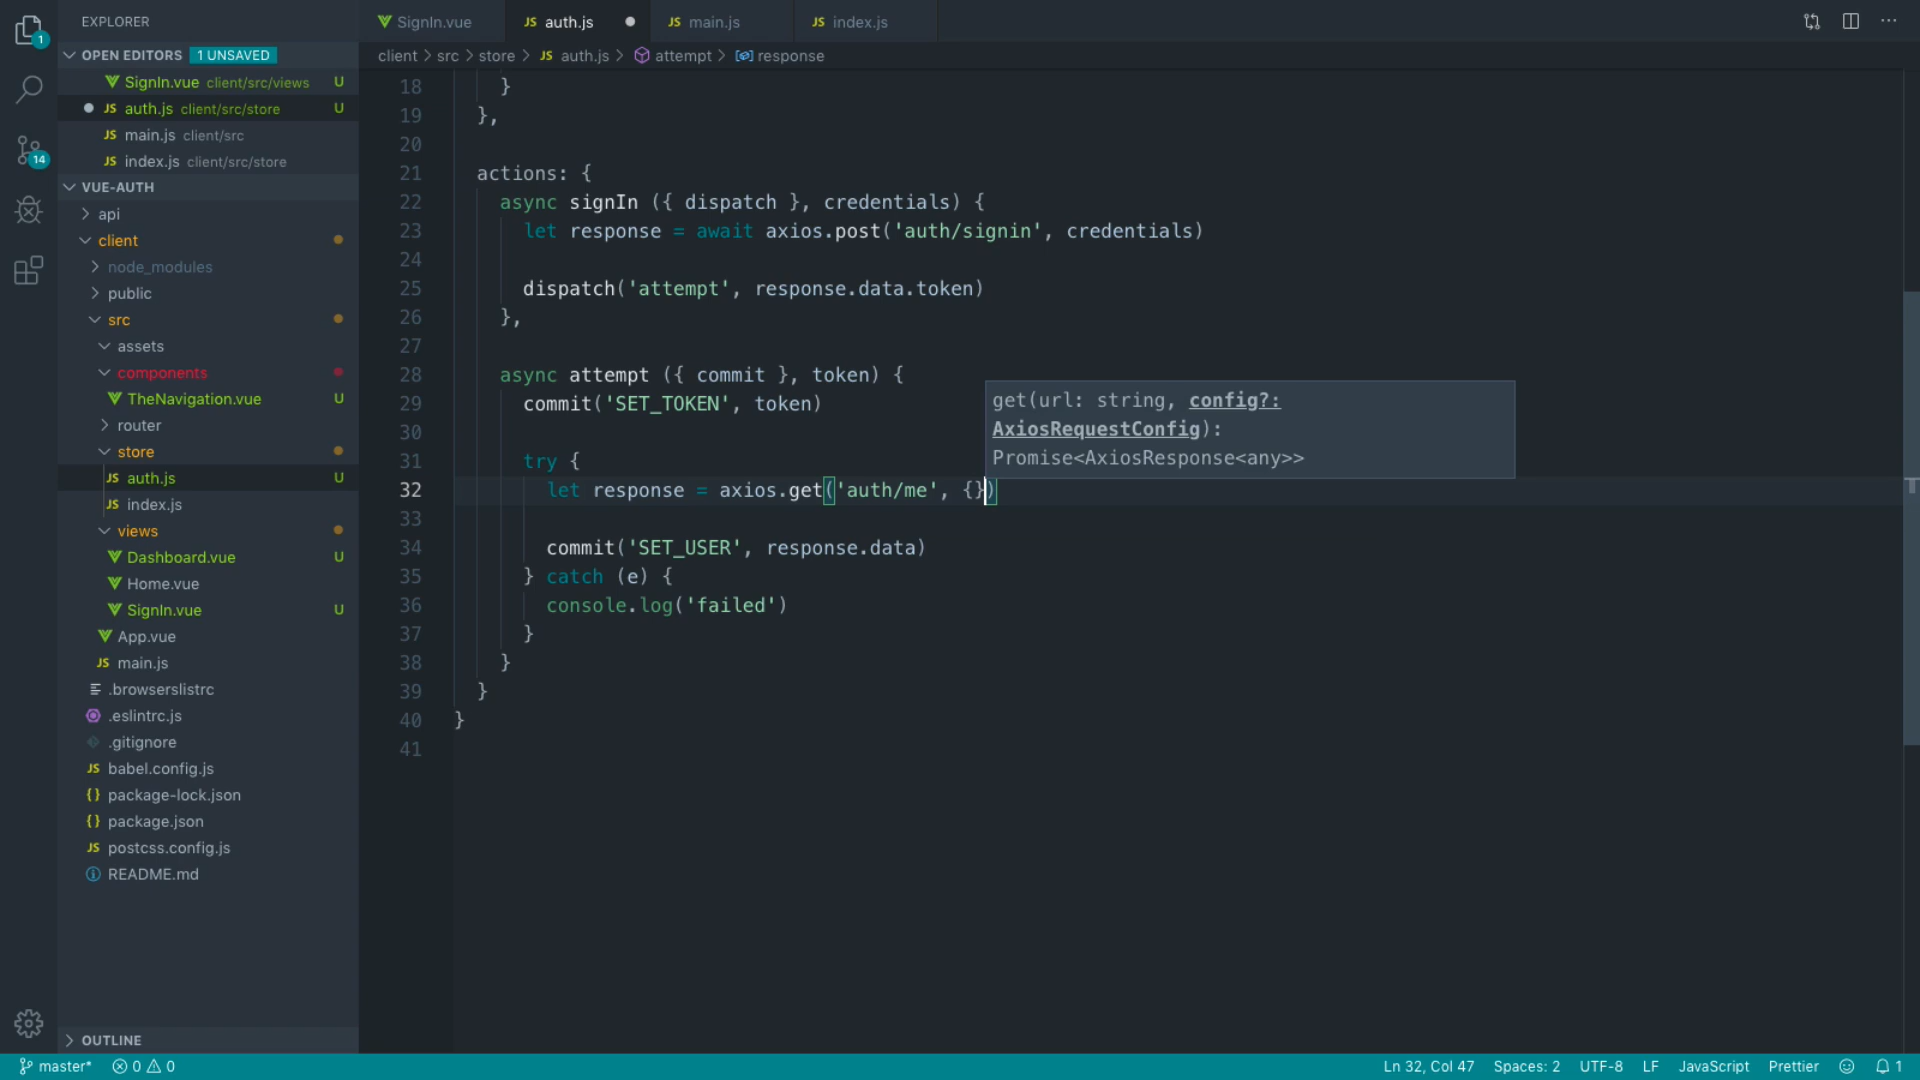 EXPLORER
OPEN EDITORS 1 UNSAVED
SignIn.vue client/src/views U
auth.js client/src/store U
main.js client/src
index.js client/src/store
VUE-AUTH
api
client
node_modules
public
src
assets
components
TheNavigation.vue U
router
store
auth.js U
index.js
views
Dashboard.vue U
Home.vue
SignIn.vue U
App.vue
main.js
.browserslistrc
.eslintrc.js
.gitignore
babel.config.js
package-lock.json
package.json
postcss.config.js
README.md
OUTLINE
1
14
SignIn.vue
JS auth.js
JS main.js
JS index.js
client > src > store > JS auth.js > attempt > response
18 }
19 },
20
21 actions: {
22 async signIn ({ dispatch }, credentials) {
23 let response = await axios.post('auth/signin', credentials)
24
25 dispatch('attempt', response.data.token)
26 },
27
28 async attempt ({ commit }, token) {
29 commit('SET_TOKEN', token)
30
31 try {
32 let response = axios.get('auth/me', {})
33
34 commit('SET_USER', response.data)
35 } catch (e) {
36 console.log('failed')
37 }
38 }
39 }
40 }
41
get(url: string, config?:
AxiosRequestConfig):
Promise<AxiosResponse<any>>
master* 0 0 Ln 32, Col 47 Spaces: 2 UTF-8 LF JavaScript Prettier 1